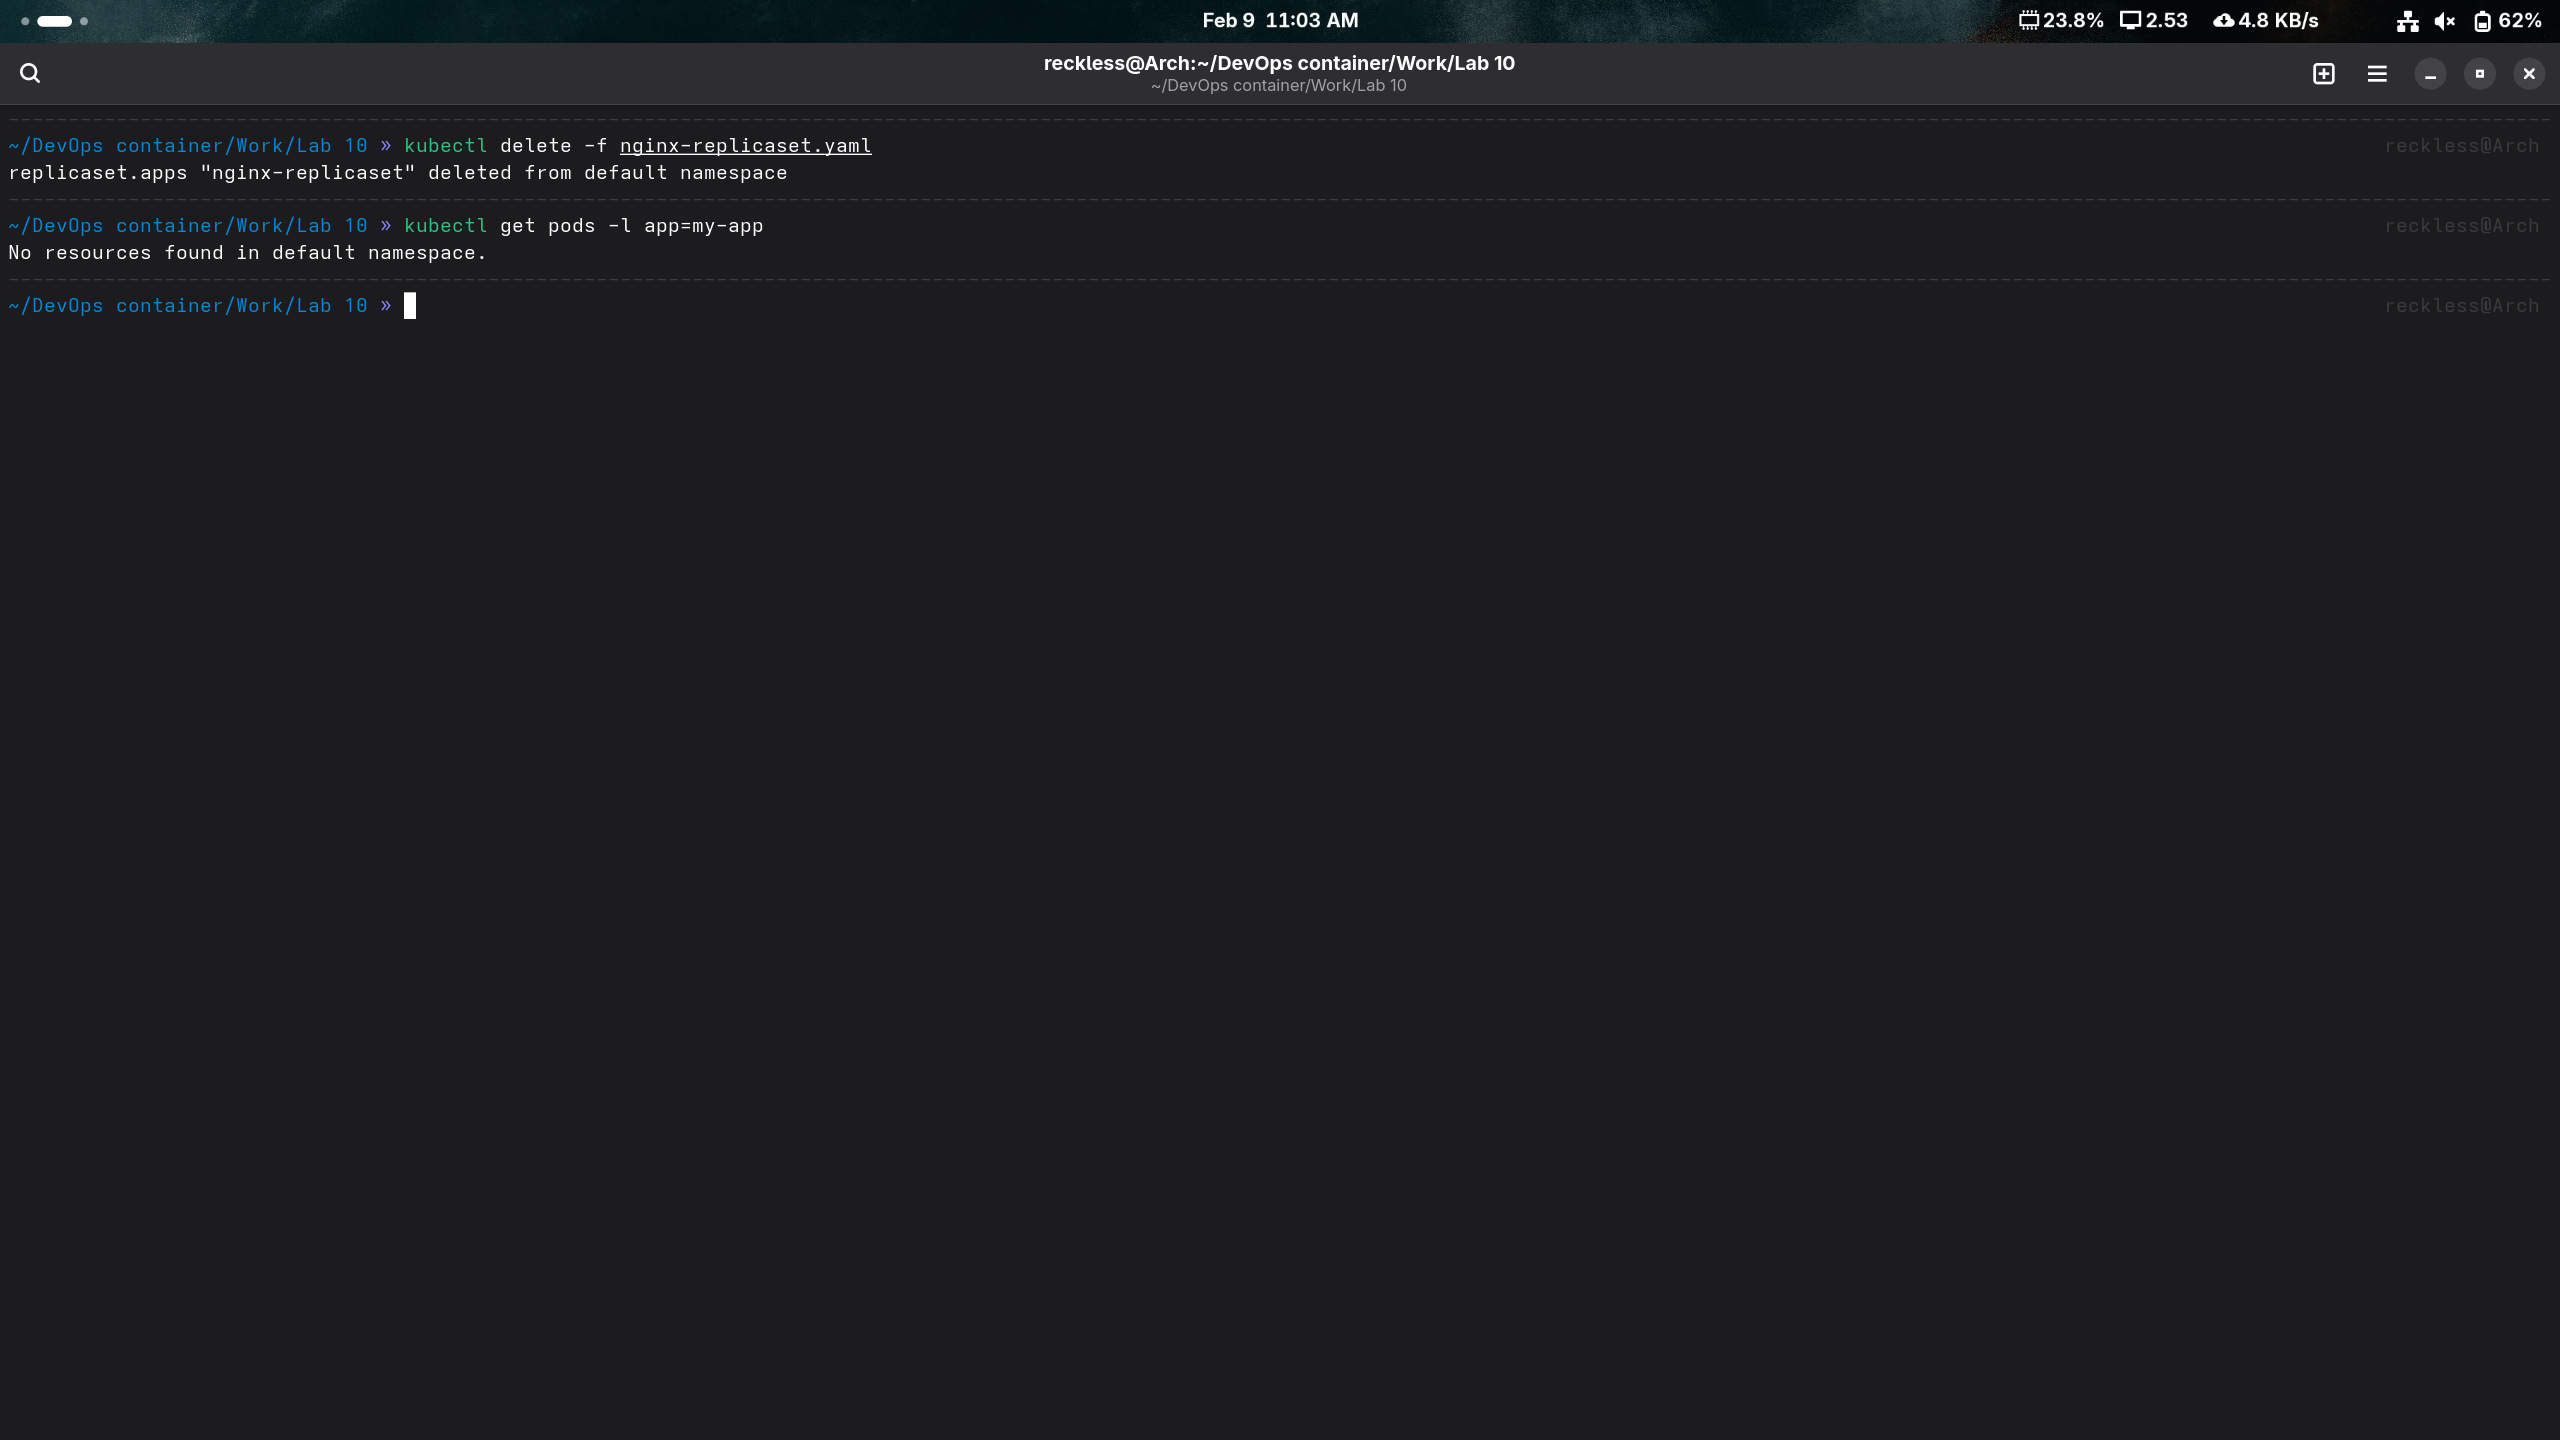 Feb 9 11:03 AM
23.8% 2.53 4.8 KB/s 62%
reckless@Arch:~/DevOps container/Work/Lab 10
~/DevOps container/Work/Lab 10
~/DevOps container/Work/Lab 10 » kubectl delete -f nginx-replicaset.yaml reckless@Arch
replicaset.apps "nginx-replicaset" deleted from default namespace
~/DevOps container/Work/Lab 10 » kubectl get pods -l app=my-app reckless@Arch
No resources found in default namespace.
~/DevOps container/Work/Lab 10 » reckless@Arch